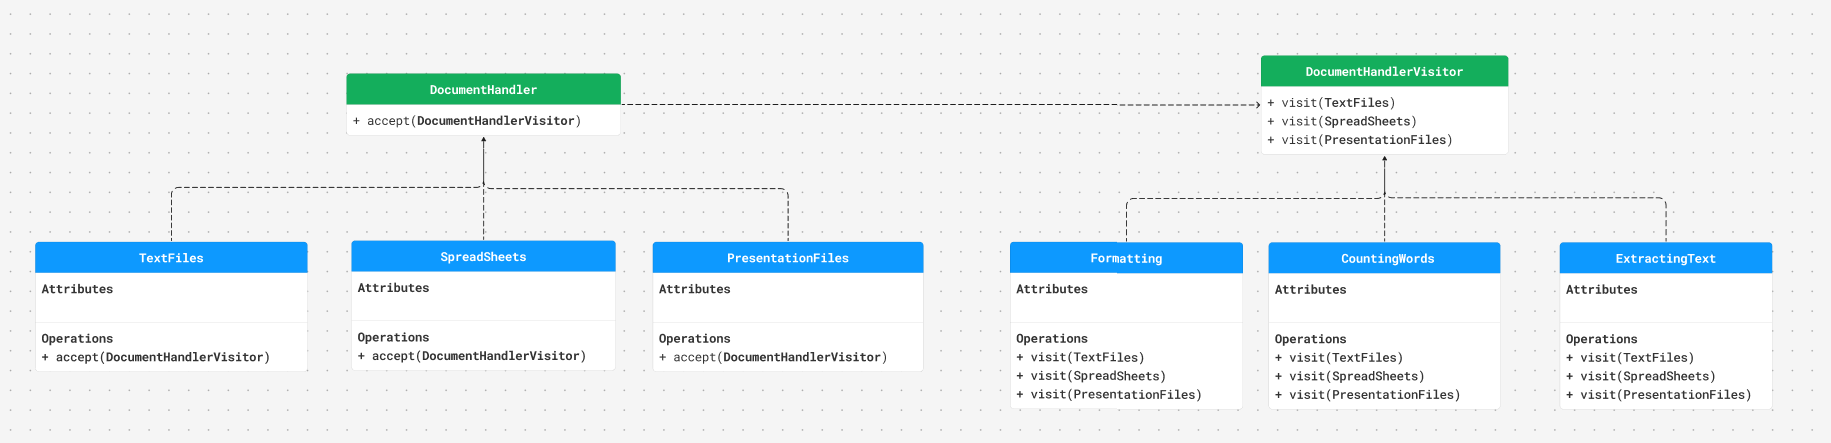 DocumentHandler
+ accept(DocumentHandlerVisitor)
DocumentHandlerVisitor
+ visit(TextFiles)
+ visit(SpreadSheets)
+ visit(PresentationFiles)
TextFiles
Attributes
Operations
+ accept(DocumentHandlerVisitor)
SpreadSheets
Attributes
Operations
+ accept(DocumentHandlerVisitor)
PresentationFiles
Attributes
Operations
+ accept(DocumentHandlerVisitor)
Formatting
Attributes
Operations
+ visit(TextFiles)
+ visit(SpreadSheets)
+ visit(PresentationFiles)
CountingWords
Attributes
Operations
+ visit(TextFiles)
+ visit(SpreadSheets)
+ visit(PresentationFiles)
ExtractingText
Attributes
Operations
+ visit(TextFiles)
+ visit(SpreadSheets)
+ visit(PresentationFiles)